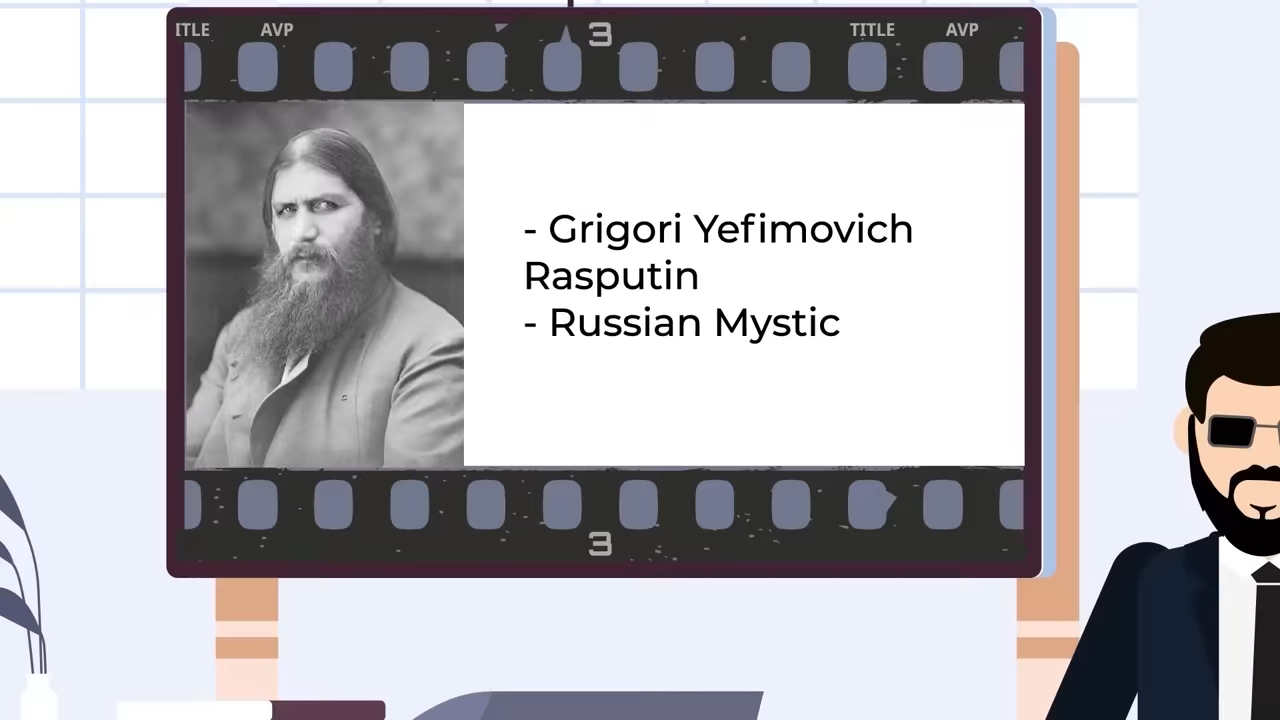 ITLE AVP 3 TITLE AVP
- Grigori Yefimovich
Rasputin
- Russian Mystic
3